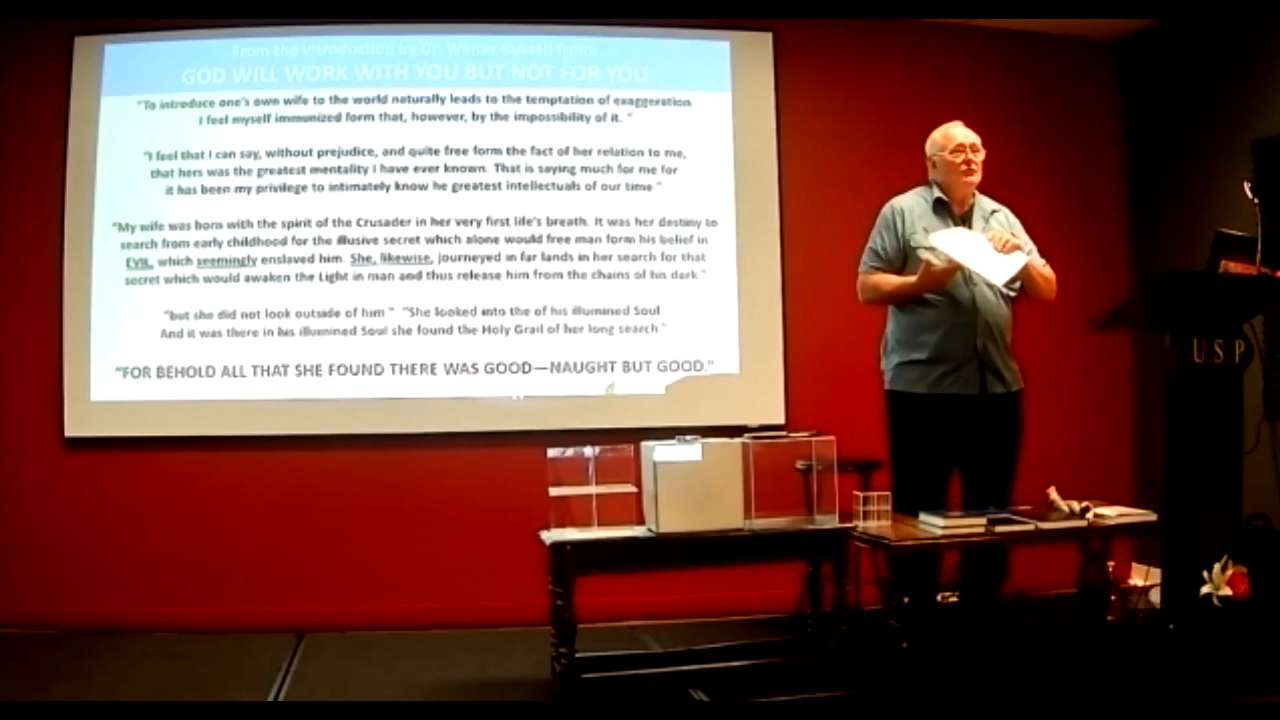 From the introduction by Dr. Walter Russell from:
GOD WILL WORK WITH YOU BUT NOT FOR YOU
"To introduce one's own wife to the world naturally leads to the temptation of exaggeration
I feel myself immunized form that, however, by the impossibility of it. "
"I feel that I can say, without prejudice, and quite free form the fact of her relation to me,
that hers was the greatest mentality I have ever known. That is saying much for me for
it has been my privilege to intimately know he greatest intellectuals of our time "
"My wife was born with the spirit of the Crusader in her very first life's breath. It was her destiny to
search from early childhood for the illusive secret which alone would free man form his belief in
EVIL, which seemingly enslaved him. She, likewise, journeyed in far lands in her search for that
secret which would awaken the Light in man and thus release him from the chains of his dark."
"but she did not look outside of him " "She looked into the of his illumined Soul.
And it was there in his illumined Soul she found the Holy Grail of her long search."
"FOR BEHOLD ALL THAT SHE FOUND THERE WAS GOOD—NAUGHT BUT GOOD."
USP